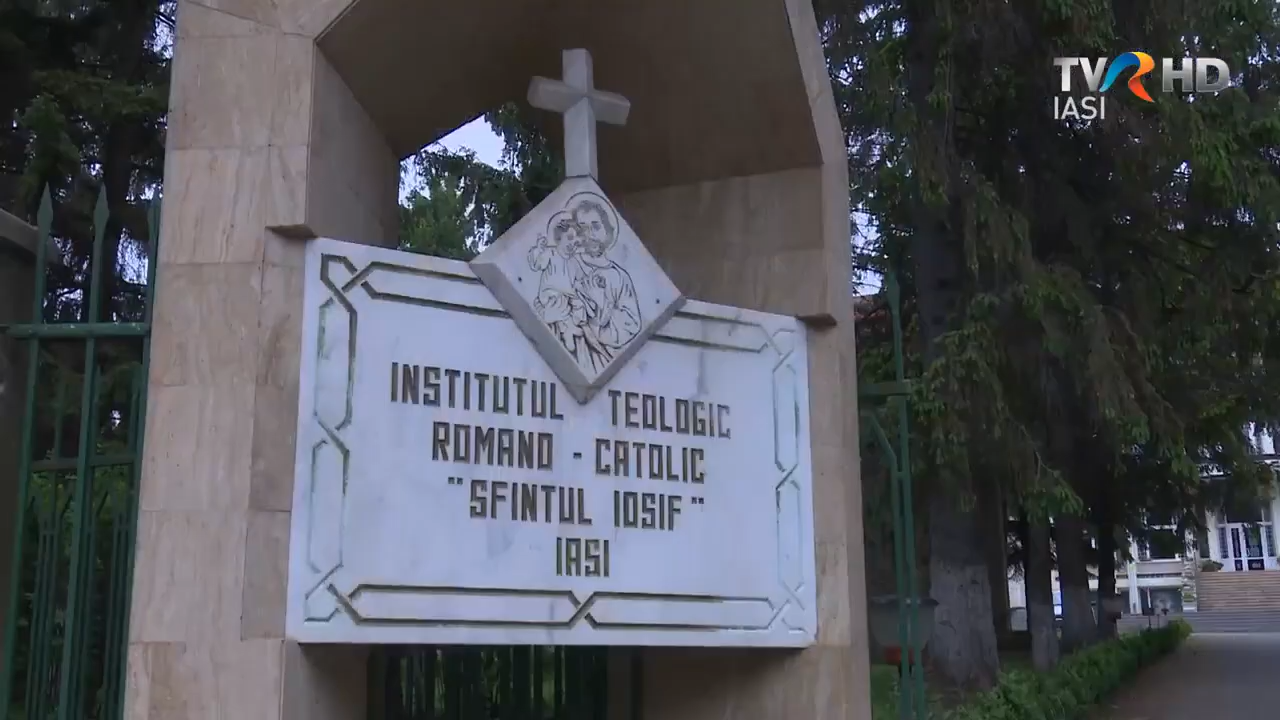 TVR HD
IASI
INSTITUTUL TEOLOGIC
ROMANO - CATOLIC
"SFINTUL IOSIF"
IASI